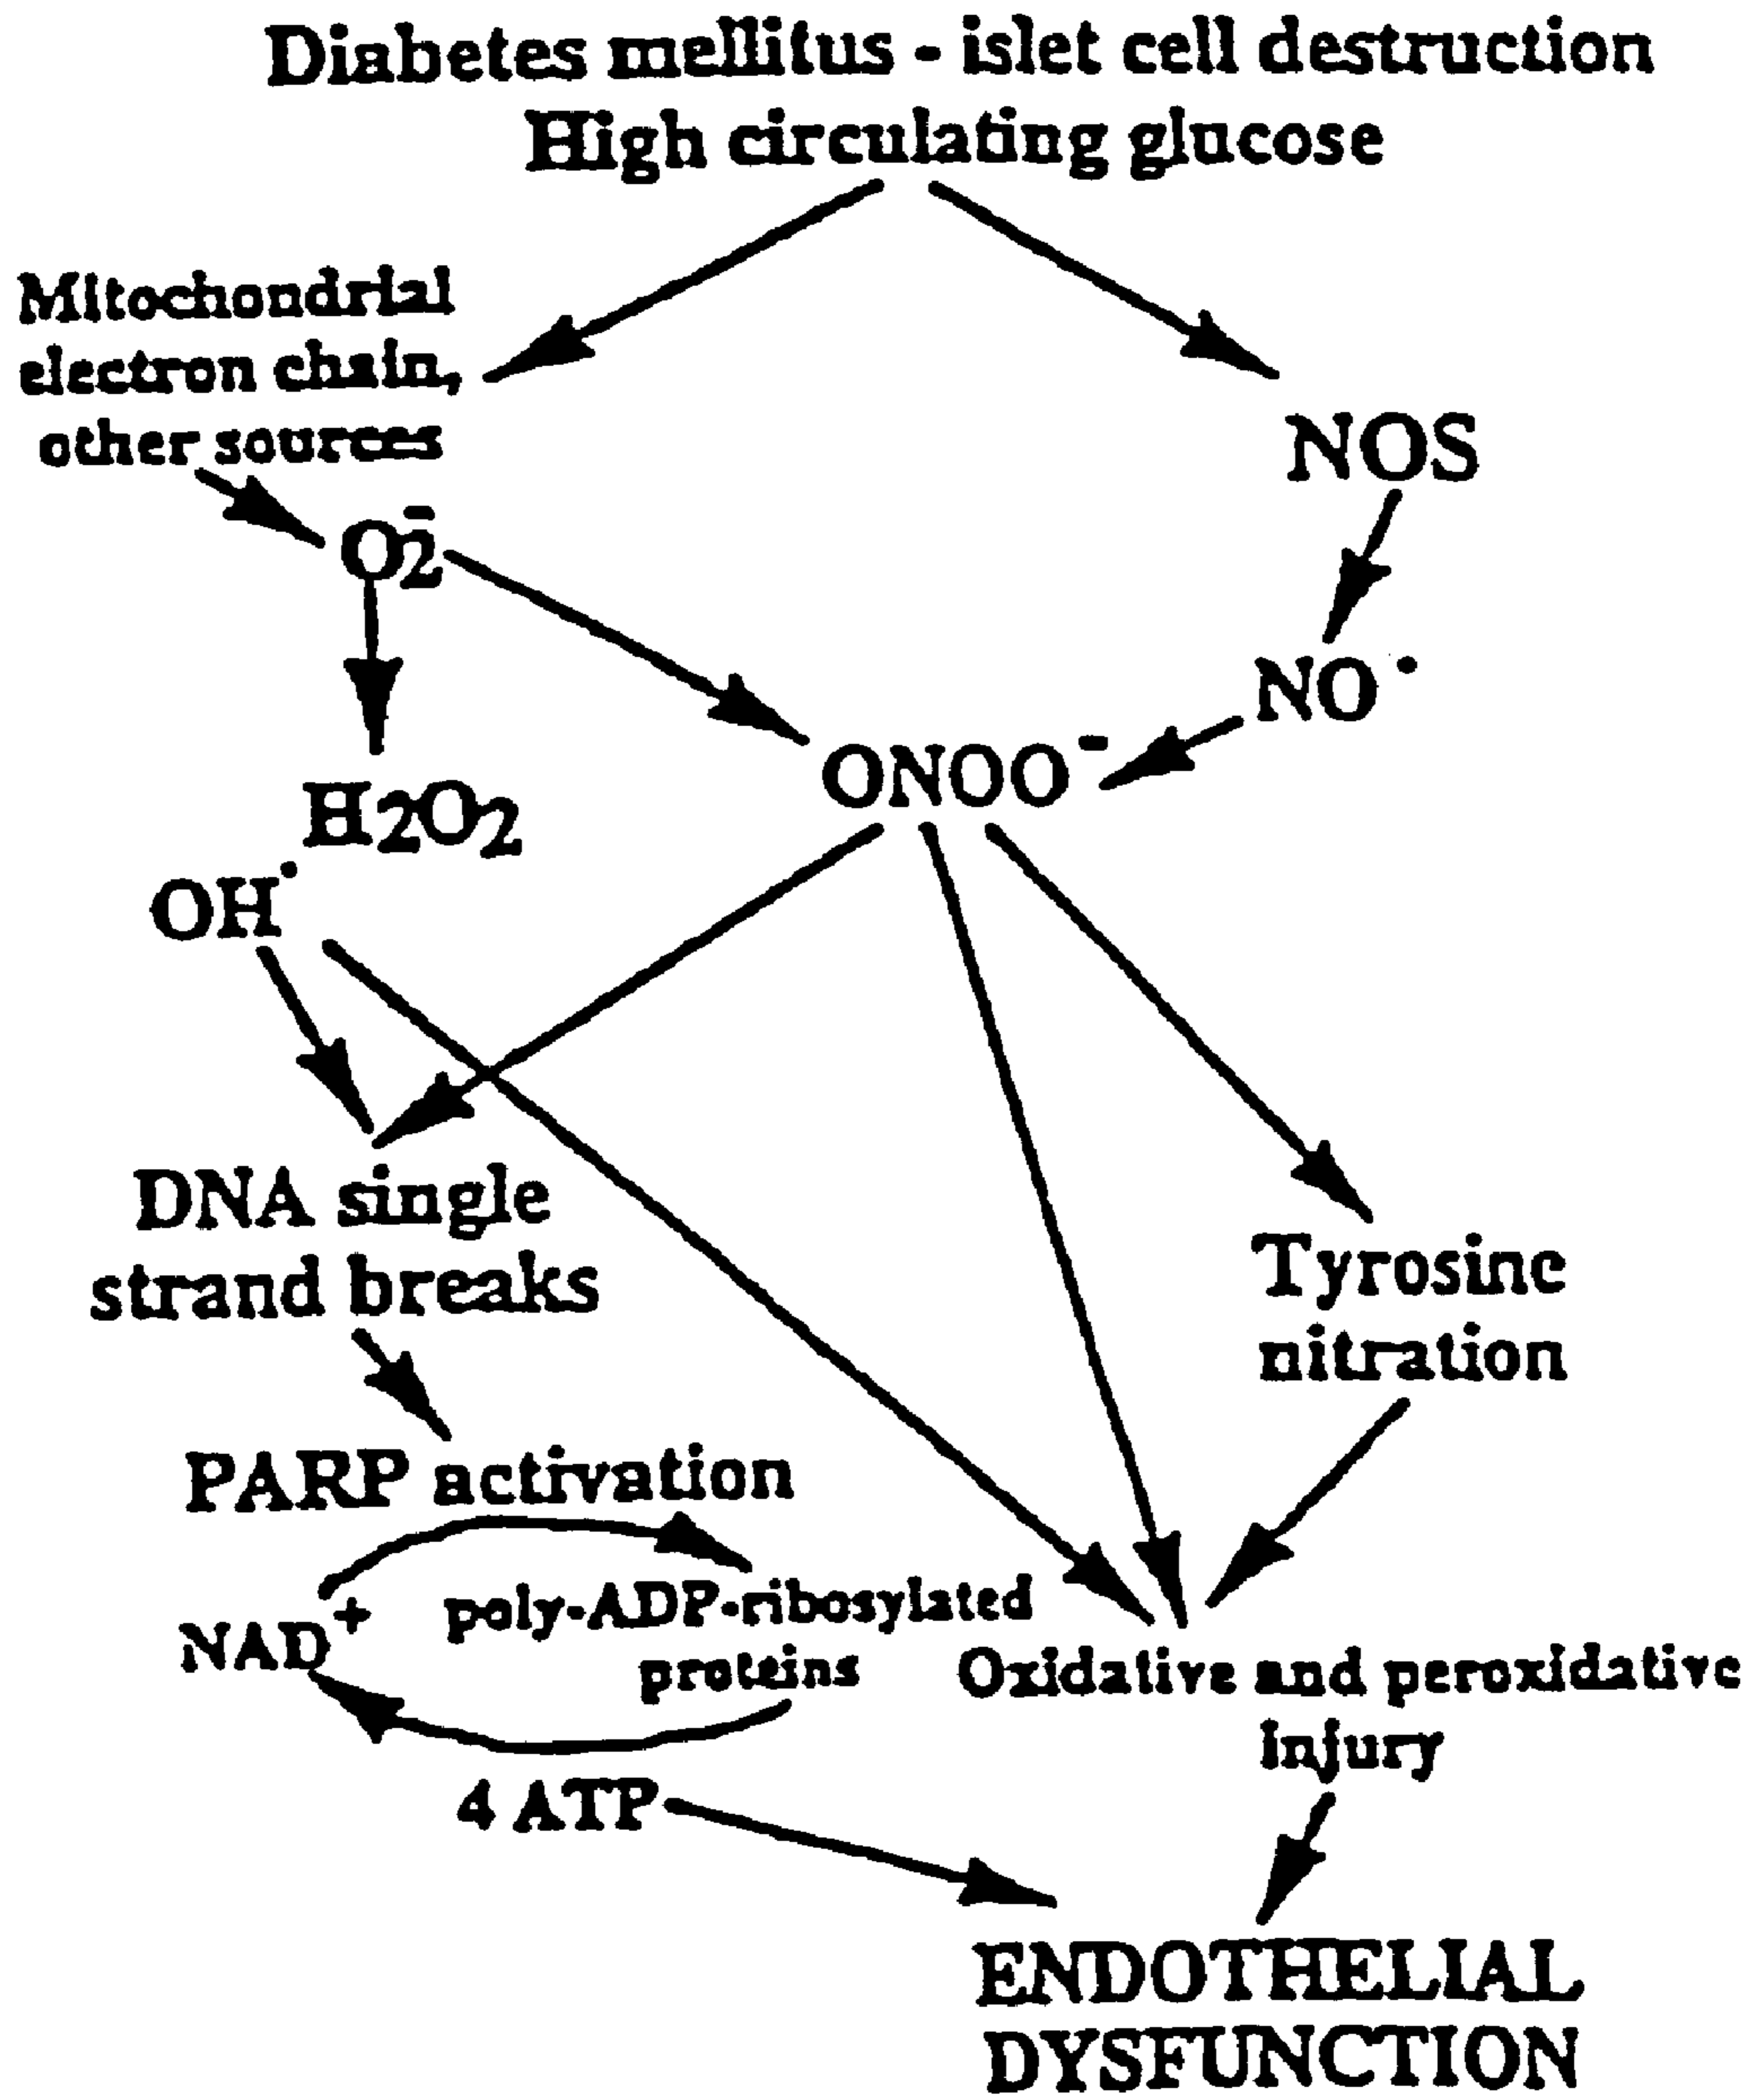 Diabetes mellitus - islet cell destruction
High circulating glucose
Mitochondrial
electron chain,
other sources
NOS
O₂⁻
NO•
ONOO⁻
H₂O₂
OH•
DNA single
strand breaks
Tyrosine
nitration
PARP activation
NAD⁺
poly-ADP-ribosylated
proteins
Oxidative and peroxidative
injury
4 ATP
ENDOTHELIAL
DYSFUNCTION